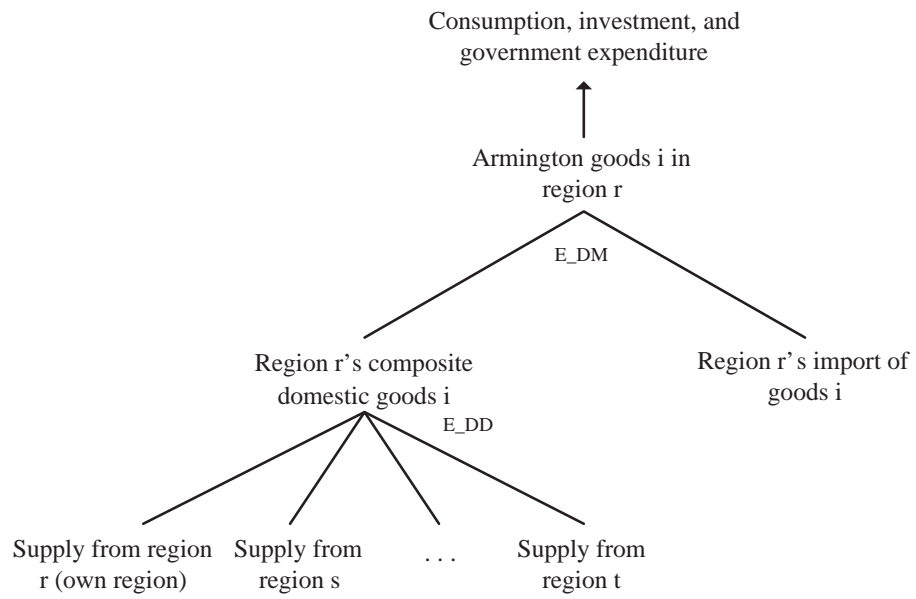 Consumption, investment, and
government expenditure
Armington goods i in
region r
E_DM
Region r’s composite
domestic goods i
Region r’s import of
goods i
E_DD
Supply from region
r (own region)
Supply from
region s
. . .
Supply from
region t